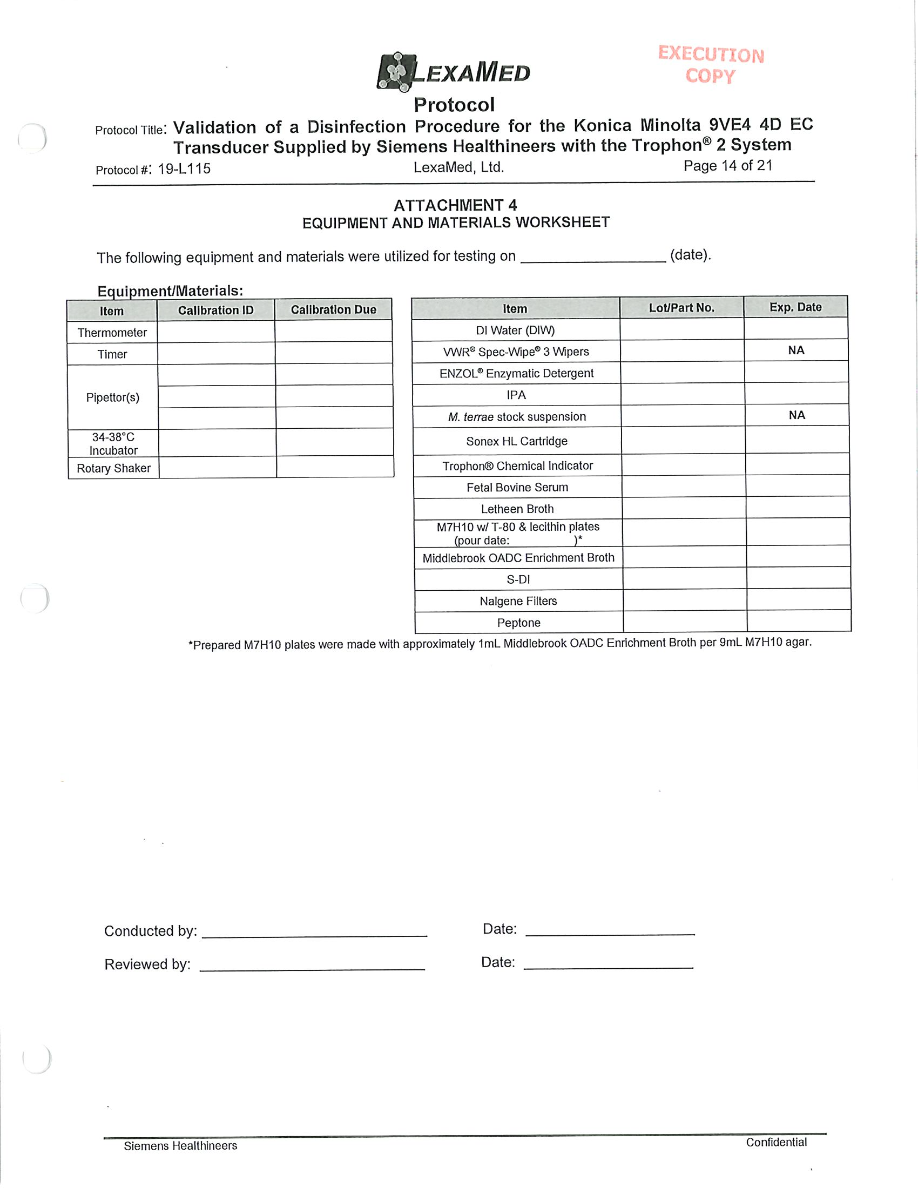 LEXAMED
EXECUTION
COPY
Protocol
Protocol Title: Validation of a Disinfection Procedure for the Konica Minolta 9VE4 4D EC
Transducer Supplied by Siemens Healthineers with the Trophon® 2 System
Protocol #: 19-L115 LexaMed, Ltd. Page 14 of 21
ATTACHMENT 4
EQUIPMENT AND MATERIALS WORKSHEET
The following equipment and materials were utilized for testing on ____________________ (date).
Equipment/Materials:
Item Calibration ID Calibration Due
Thermometer
Timer
Pipettor(s)
34-38°C
Incubator
Rotary Shaker
Item Lot/Part No. Exp. Date
DI Water (DIW)
VWR® Spec-Wipe® 3 Wipers NA
ENZOL® Enzymatic Detergent
IPA
M. terrae stock suspension NA
Sonex HL Cartridge
Trophon® Chemical Indicator
Fetal Bovine Serum
Letheen Broth
M7H10 w/ T-80 & lecithin plates
(pour date: )*
Middlebrook OADC Enrichment Broth
S-DI
Nalgene Filters
Peptone
*Prepared M7H10 plates were made with approximately 1mL Middlebrook OADC Enrichment Broth per 9mL M7H10 agar.
Conducted by: ____________________ Date: ____________________
Reviewed by: ____________________ Date: ____________________
Siemens Healthineers Confidential